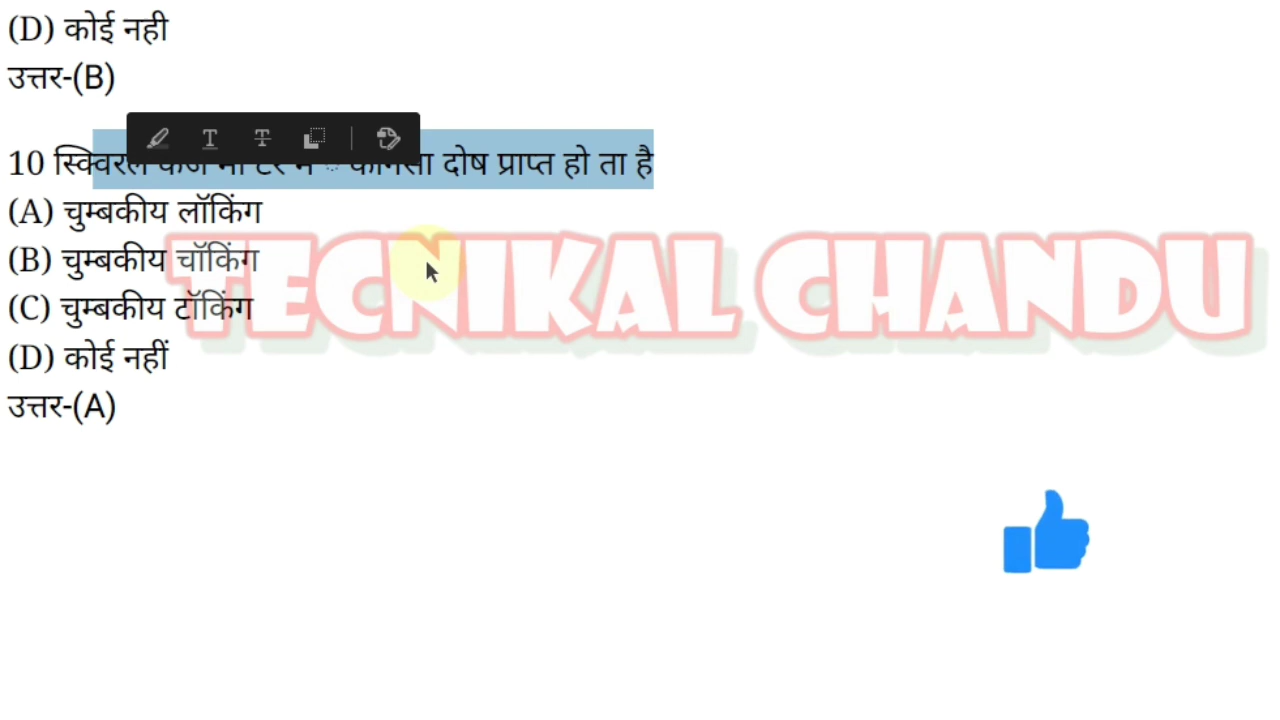 (D) कोई नही
उत्तर-(B)
10 स्क्विरल दोष प्राप्त हो ता है
(A) चुम्बकीय लॉकिंग
(B) चुम्बकीय चॉकिंग
(C) चुम्बकीय टॉकिंग
(D) कोई नहीं
उत्तर-(A)
TECNIKAL CHANDU